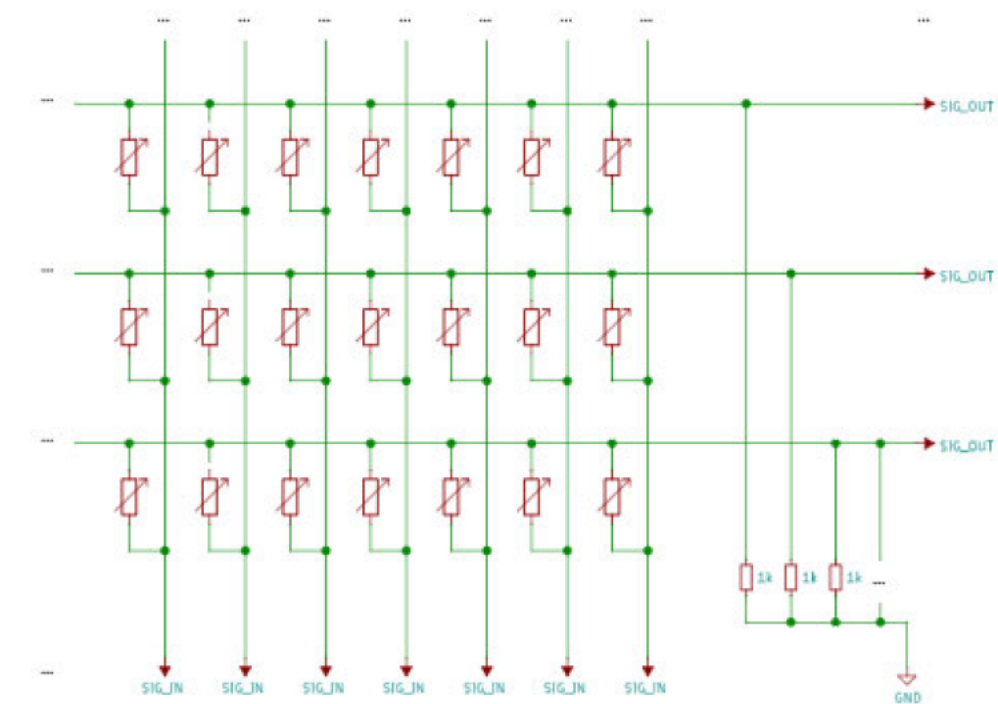 ... ... ... ... ... ... ... ...
... SIG_OUT
... SIG_OUT
... SIG_OUT
1k 1k 1k ...
...
SIG_IN SIG_IN SIG_IN SIG_IN SIG_IN SIG_IN SIG_IN
GND